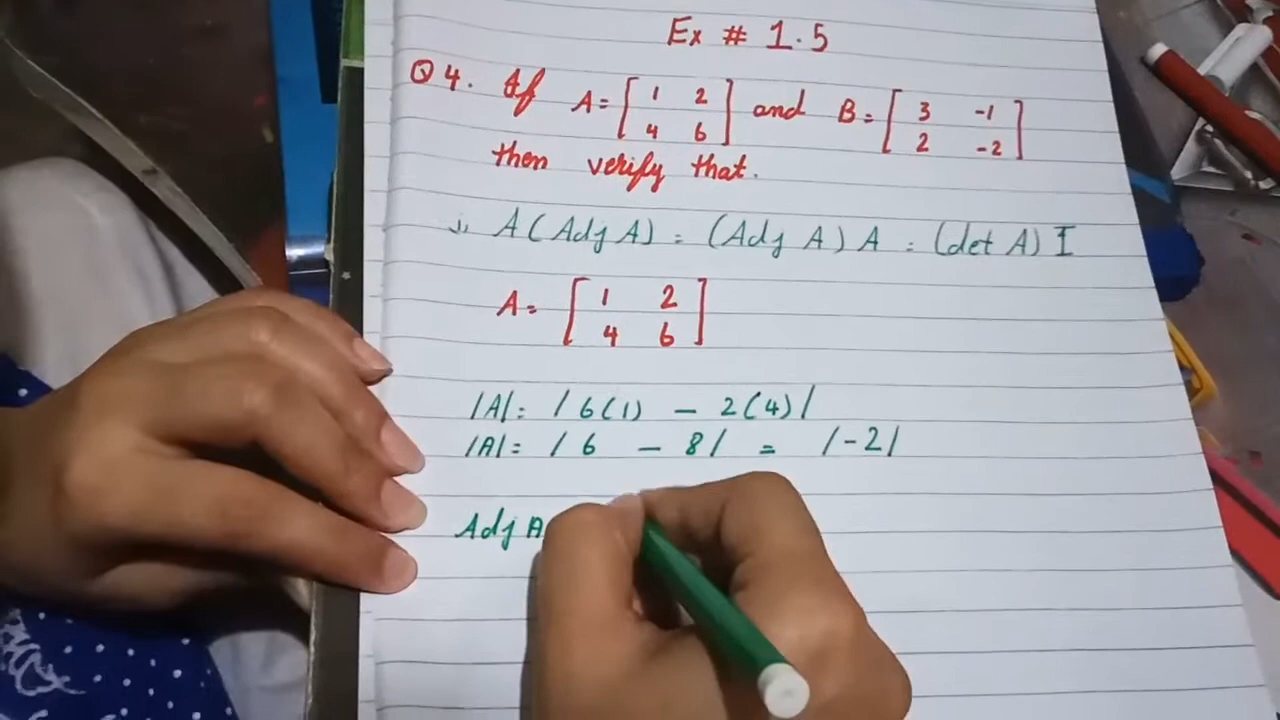 Ex # 1.5
Q4. If A = [ 1 2 ] and B = [ 3 -1 ]
[ 4 6 ] [ 2 -2 ]
then verify that.
i. A (Adj A) = (Adj A) A = (det A) I
A = [ 1 2 ]
[ 4 6 ]
|A| = | 6(1) - 2(4) |
|A| = | 6 - 8 | = | -2 |
Adj A